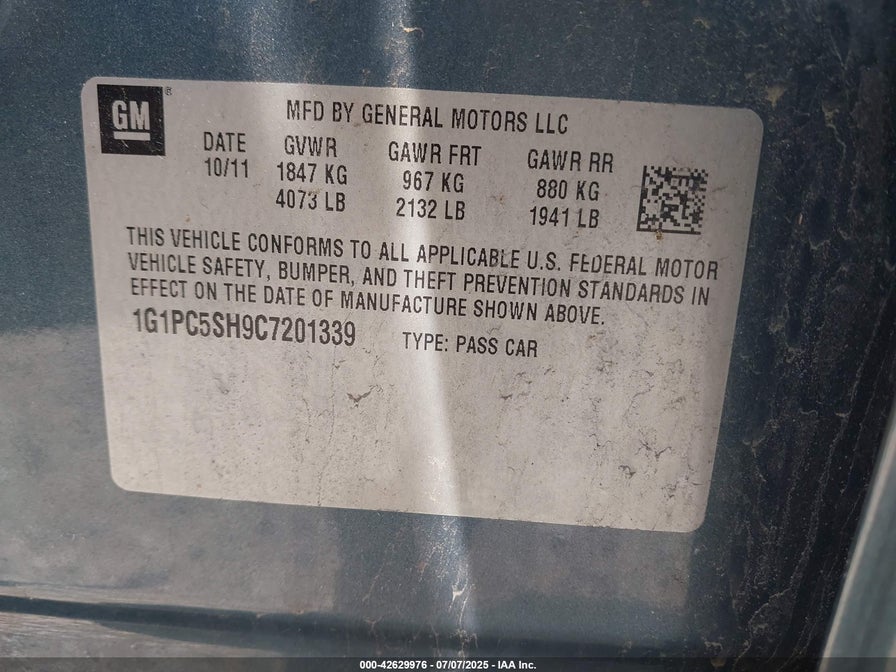 GM ®
MFD BY GENERAL MOTORS LLC
DATE GVWR GAWR FRT GAWR RR
10/11 1847 KG 967 KG 880 KG
4073 LB 2132 LB 1941 LB
THIS VEHICLE CONFORMS TO ALL APPLICABLE U.S. FEDERAL MOTOR
VEHICLE SAFETY, BUMPER, AND THEFT PREVENTION STANDARDS IN
EFFECT ON THE DATE OF MANUFACTURE SHOWN ABOVE.
1G1PC5SH9C7201339 TYPE: PASS CAR
000-42629976 - 07/07/2025 - IAA Inc.